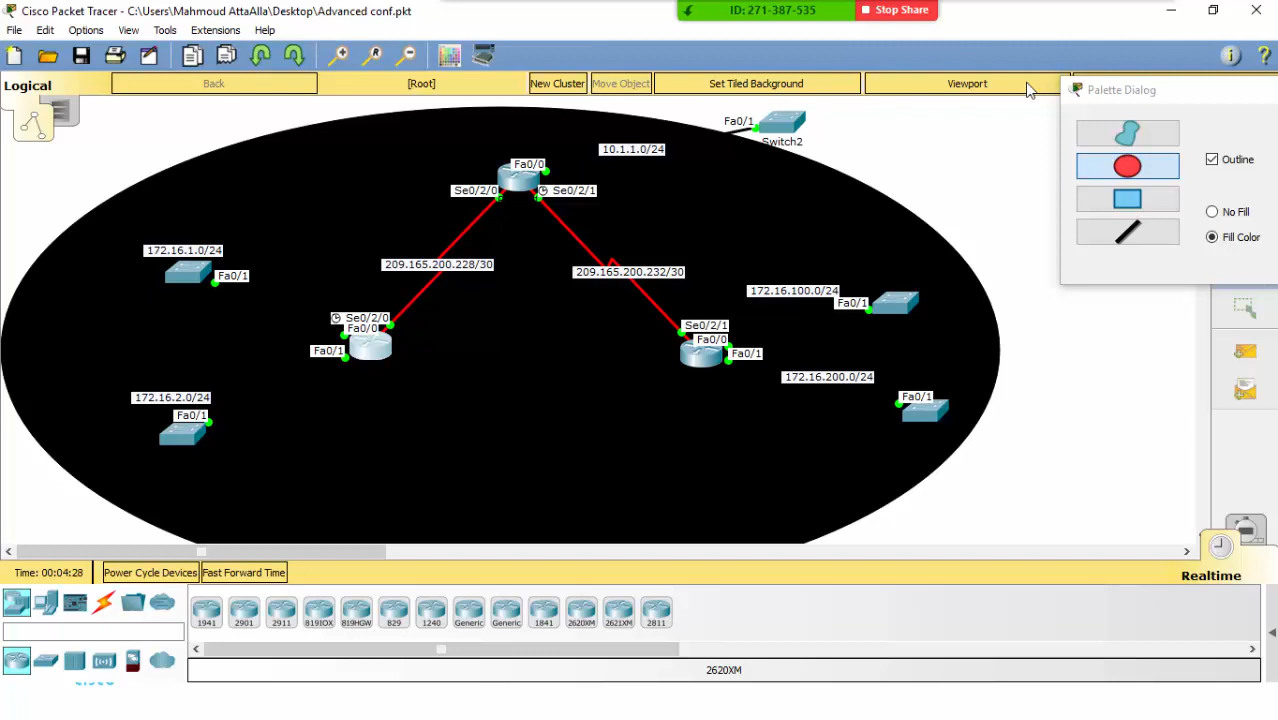 Cisco Packet Tracer - C:\Users\Mahmoud AttaAlla\Desktop\Advanced conf.pkt
ID: 271-387-535
Stop Share
File Edit Options View Tools Extensions Help
Logical
Back
[Root]
New Cluster
Move Object
Set Tiled Background
Viewport
Palette Dialog
Outline
No Fill
Fill Color
Fa0/1
Switch2
10.1.1.0/24
Fa0/0
Se0/2/0
Se0/2/1
172.16.1.0/24
Fa0/1
209.165.200.228/30
209.165.200.232/30
172.16.100.0/24
Fa0/1
Se0/2/0
Fa0/0
Fa0/1
Se0/2/1
Fa0/0
Fa0/1
172.16.200.0/24
172.16.2.0/24
Fa0/1
Fa0/1
Time: 00:04:28
Power Cycle Devices
Fast Forward Time
Realtime
1941 2901 2911 819IOX 819HGW 829 1240 Generic Generic 1841 2620XM 2621XM 2811
2620XM
cisco